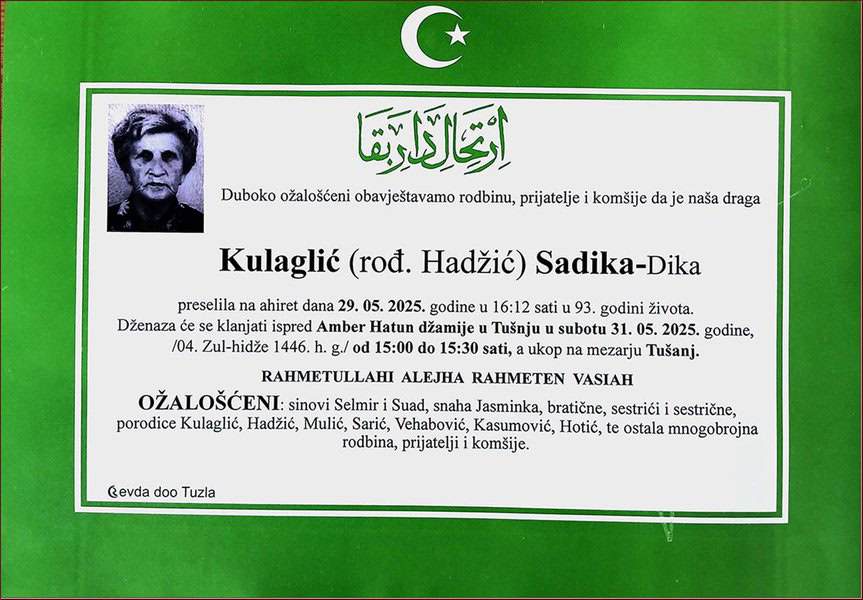 اِرْتِحَالِ دَارِ بَقَا
Duboko ožalošćeni obavještavamo rodbinu, prijatelje i komšije da je naša draga
Kulaglić (rođ. Hadžić) Sadika-Dika
preselila na ahiret dana 29. 05. 2025. godine u 16:12 sati u 93. godini života.
Dženaza će se klanjati ispred Amber Hatun džamije u Tušnju u subotu 31. 05. 2025. godine,
/04. Zul-hidže 1446. h. g./ od 15:00 do 15:30 sati, a ukop na mezarju Tušanj.
RAHMETULLAHI ALEJHA RAHMETEN VASIAH
OŽALOŠĆENI: sinovi Selmir i Suad, snaha Jasminka, bratične, sestrići i sestrične,
porodice Kulaglić, Hadžić, Mulić, Sarić, Vehabović, Kasumović, Hotić, te ostala mnogobrojna
rodbina, prijatelji i komšije.
Ćevda doo Tuzla